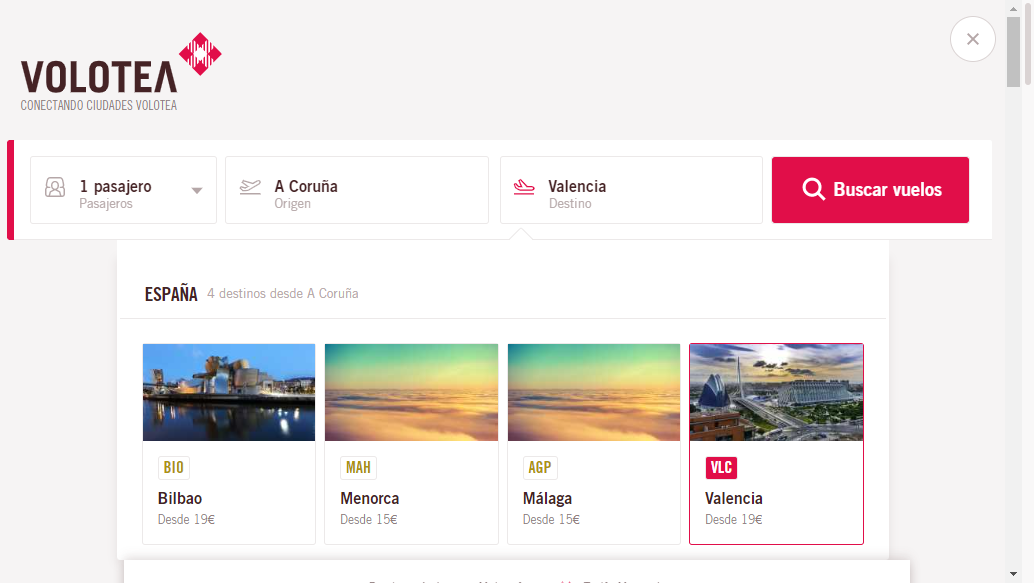 VOLOTEA
CONECTANDO CIUDADES VOLOTEA
1 pasajero
Pasajeros
A Coruña
Origen
Valencia
Destino
Buscar vuelos
ESPAÑA 4 destinos desde A Coruña
BIO
Bilbao
Desde 19€
MAH
Menorca
Desde 15€
AGP
Málaga
Desde 15€
VLC
Valencia
Desde 19€